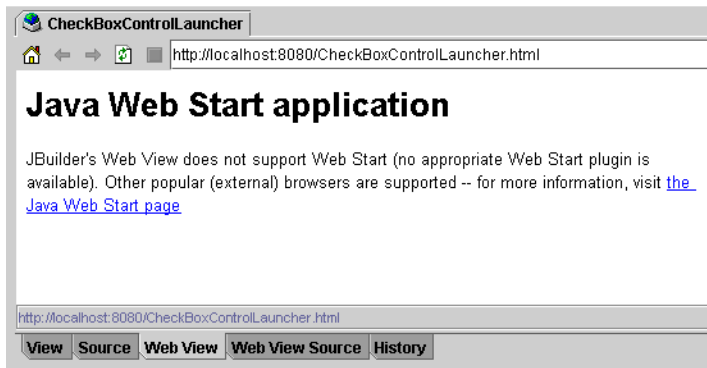 CheckBoxControlLauncher
http://localhost:8080/CheckBoxControlLauncher.html
Java Web Start application
JBuilder's Web View does not support Web Start (no appropriate Web Start plugin is
available). Other popular (external) browsers are supported -- for more information, visit the
Java Web Start page
http://localhost:8080/CheckBoxControlLauncher.html
View Source Web View Web View Source History